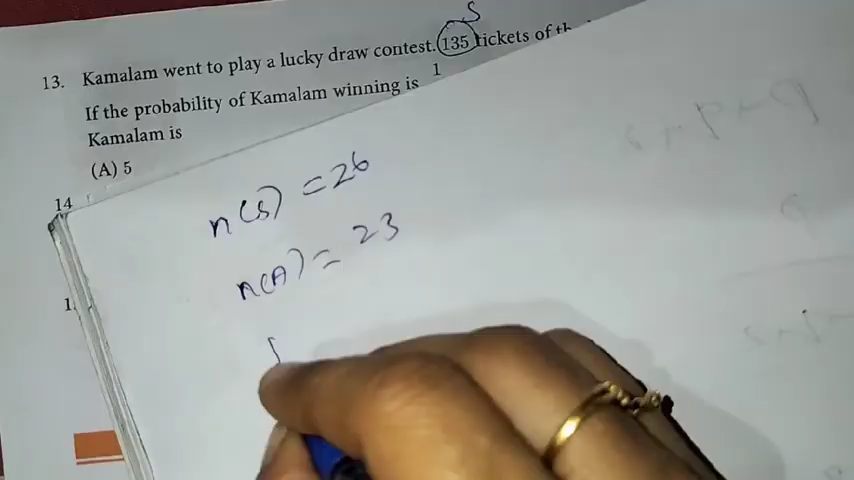 S
13. Kamalam went to play a lucky draw contest. 135 tickets of th
If the probability of Kamalam winning is 1
Kamalam is
(A) 5
14
n(S) = 26
n(A) = 23
1